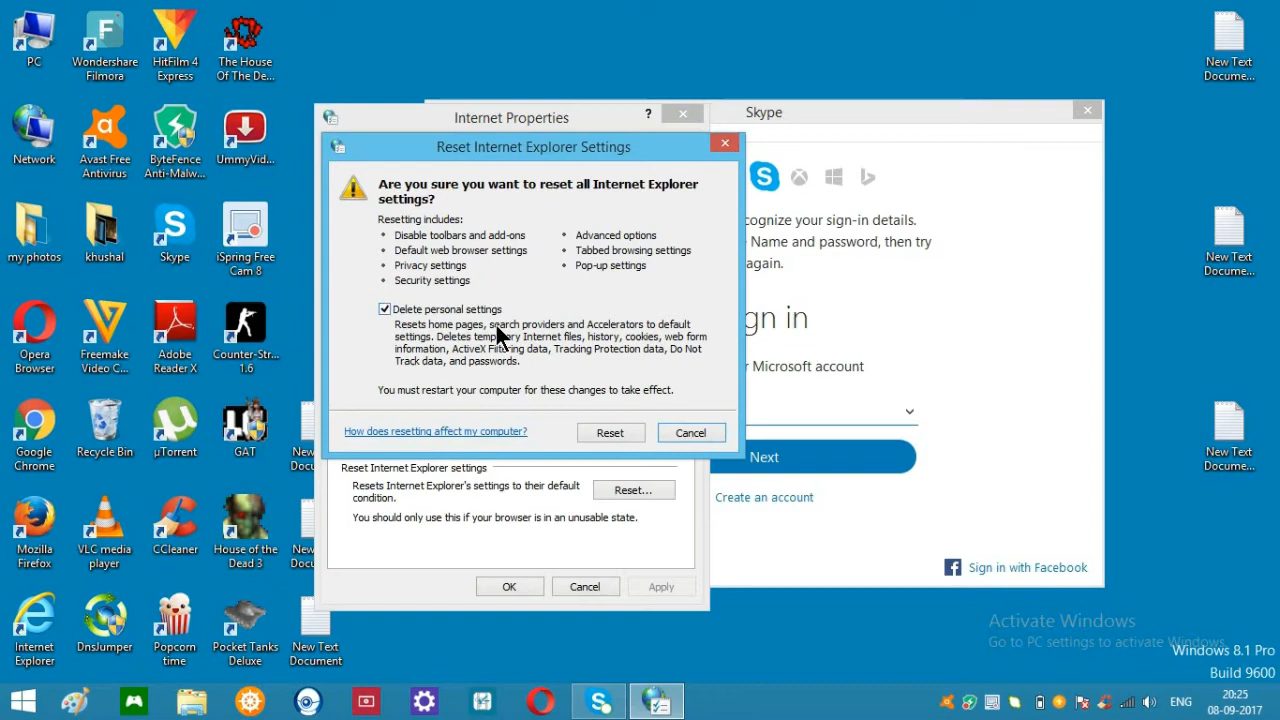 PC
Wondershare
Filmora
HitFilm 4
Express
The House
Of The De...
New Text
Docume...
Network
Avast Free
Antivirus
ByteFence
Anti-Malw...
UmmyVid...
my photos
khushal
Skype
iSpring Free
Cam 8
New Text
Docume...
Opera
Browser
Freemake
Video C...
Adobe
Reader X
Counter-Str...
1.6
Google
Chrome
Recycle Bin
µTorrent
GAT
New Text
Docume...
Mozilla
Firefox
VLC media
player
CCleaner
House of the
Dead 3
Internet
Explorer
DnsJumper
Popcorn
time
Pocket Tanks
Deluxe
New Text
Document
Internet Properties
?
Reset Internet Explorer Settings
Are you sure you want to reset all Internet Explorer
settings?
Resetting includes:
• Disable toolbars and add-ons
• Default web browser settings
• Privacy settings
• Security settings
• Advanced options
• Tabbed browsing settings
• Pop-up settings
Delete personal settings
Resets home pages, search providers and Accelerators to default
settings. Deletes temporary Internet files, history, cookies, web form
information, ActiveX Filtering data, Tracking Protection data, Do Not
Track data, and passwords.
You must restart your computer for these changes to take effect.
How does resetting affect my computer?
Reset
Cancel
Reset Internet Explorer settings
Resets Internet Explorer's settings to their default
condition.
Reset...
You should only use this if your browser is in an unusable state.
OK
Cancel
Apply
Skype
cognize your sign-in details.
Name and password, then try
again.
gn in
Microsoft account
Next
Create an account
Sign in with Facebook
Activate Windows
Go to PC settings to activate Windows.
Windows 8.1 Pro
Build 9600
ENG
20:25
08-09-2017